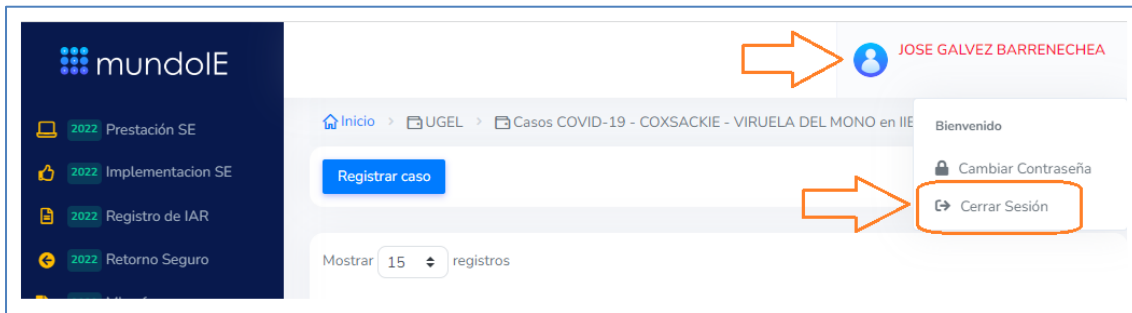 mundoIE
JOSE GALVEZ BARRENECHEA
2022 Prestación SE
2022 Implementacion SE
2022 Registro de IAR
2022 Retorno Seguro
Inicio > UGEL > Casos COVID-19 - COXSACKIE - VIRUELA DEL MONO en IIE
Registrar caso
Mostrar 15 registros
Bienvenido
Cambiar Contraseña
Cerrar Sesión